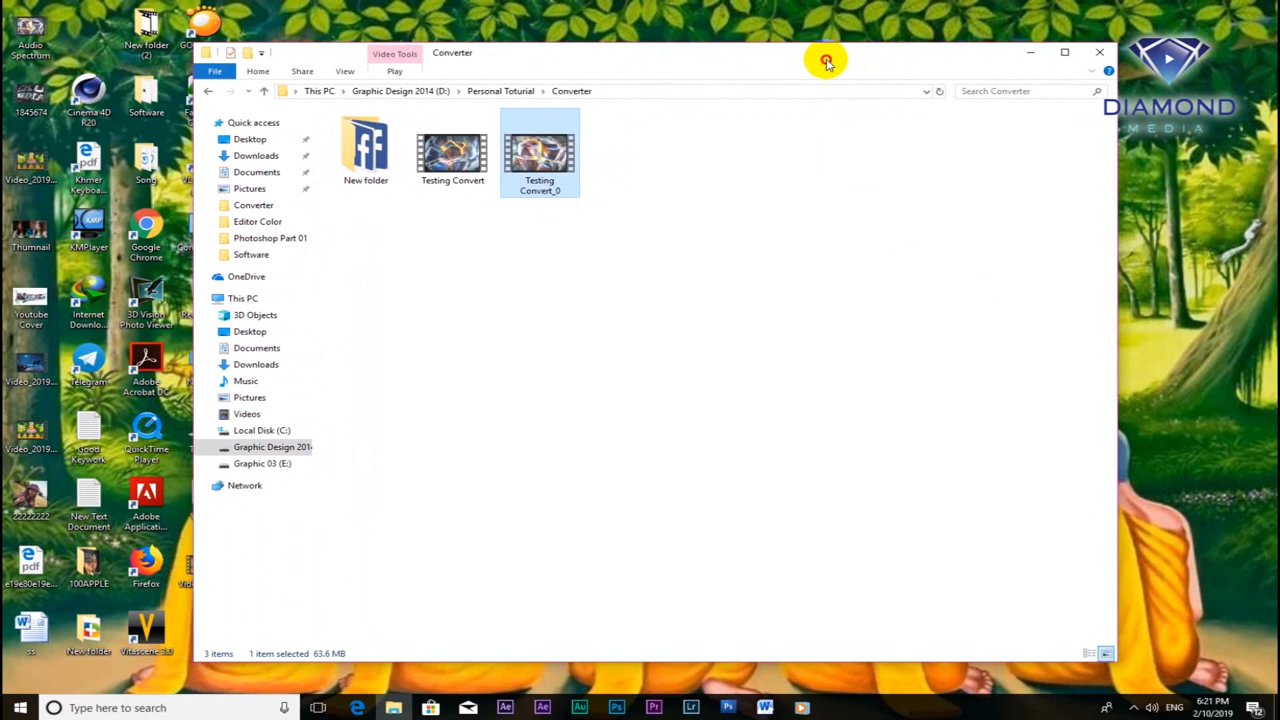 Audio
Spectrum
New folder
(2)
GO
Video Tools
Converter
File
Home
Share
View
Play
This PC
Graphic Design 2014 (D:)
Personal Toturial
Converter
Search Converter
DIAMOND
MEDIA
1845674
Cinema 4D
R20
Software
Quick access
Desktop
Downloads
Documents
Pictures
Converter
Editor Color
Photoshop Part 01
Software
OneDrive
This PC
3D Objects
Desktop
Documents
Downloads
Music
Pictures
Videos
Local Disk (C:)
Graphic Design 201
Graphic 03 (E:)
Network
New folder
Testing Convert
Testing
Convert_0
Video_2019...
Khmer
Keyboa...
Song
Thumnail
KMPlayer
Google
Chrome
Youtube
Cover
Internet
Downlo...
3D Vision
Photo Viewer
Video_2019...
Telegram
Adobe
Acrobat DC
Video_2019...
Good
Keywork
QuickTime
Player
22222222
New Text
Document
Adobe
Applicati...
e19e80e19e...
100APPLE
Firefox
ss
New folder
Vitascene 3.0
3 items
1 item selected 63.6 MB
Type here to search
ENG
6:21 PM
2/10/2019
12